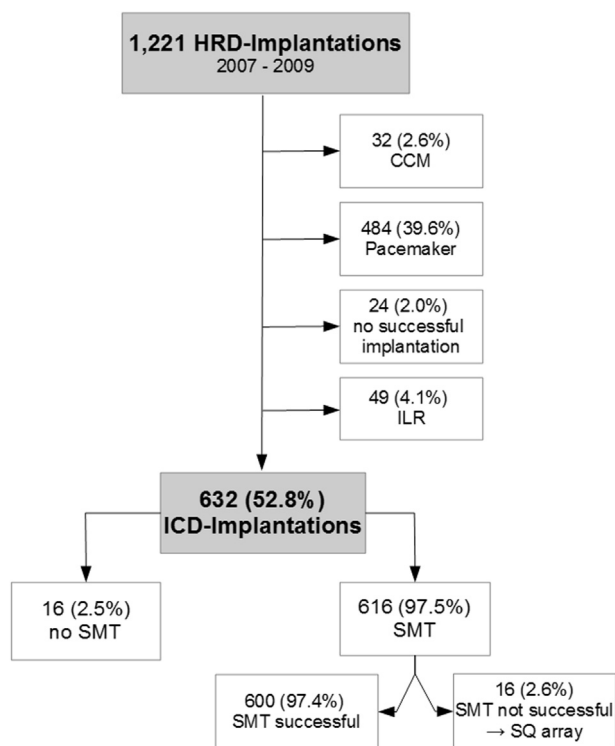 1,221 HRD-Implantations
2007 - 2009
32 (2.6%)
CCM
484 (39.6%)
Pacemaker
24 (2.0%)
no successful
implantation
49 (4.1%)
ILR
632 (52.8%)
ICD-Implantations
16 (2.5%)
no SMT
616 (97.5%)
SMT
600 (97.4%)
SMT successful
16 (2.6%)
SMT not successful
→ SQ array